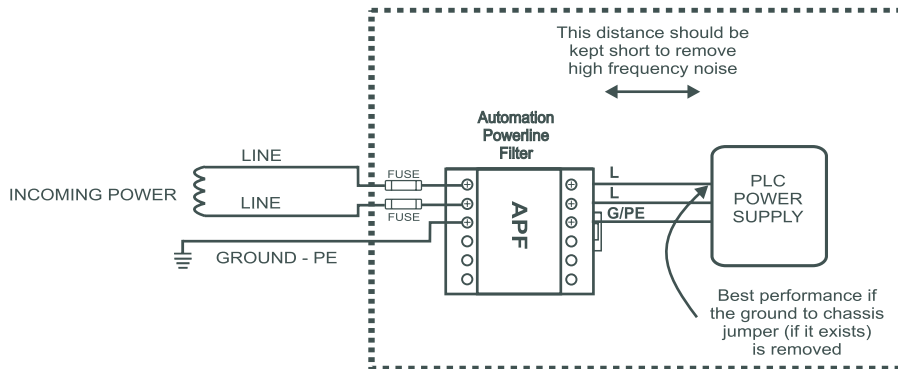 This distance should be
kept short to remove
high frequency noise
Automation
Powerline
Filter
LINE
FUSE
INCOMING POWER
LINE
FUSE
GROUND - PE
APF
L
L
G/PE
PLC
POWER
SUPPLY
Best performance if
the ground to chassis
jumper (if it exists)
is removed